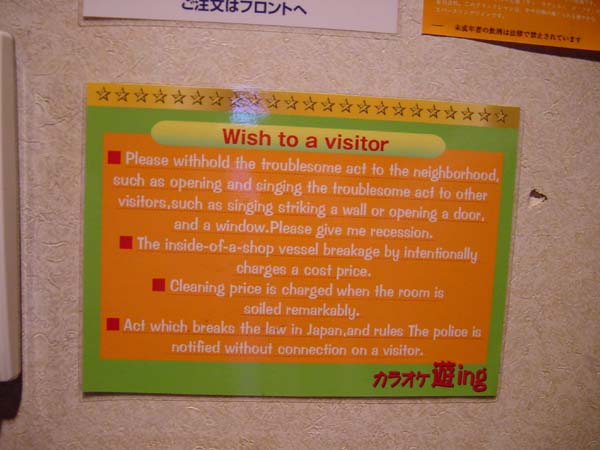 ご注文はフロントへ
未成年者の飲酒は法律で禁止されています
Wish to a visitor
Please withhold the troublesome act to the neighborhood,
such as opening and singing the troublesome act to other
visitors,such as singing striking a wall or opening a door,
and a window.Please give me recession.
The inside-of-a-shop vessel breakage by intentionally
charges a cost price.
Cleaning price is charged when the room is
soiled remarkably.
Act which breaks the law in Japan,and rules The police is
notified without connection on a visitor.
カラオケ 遊ing